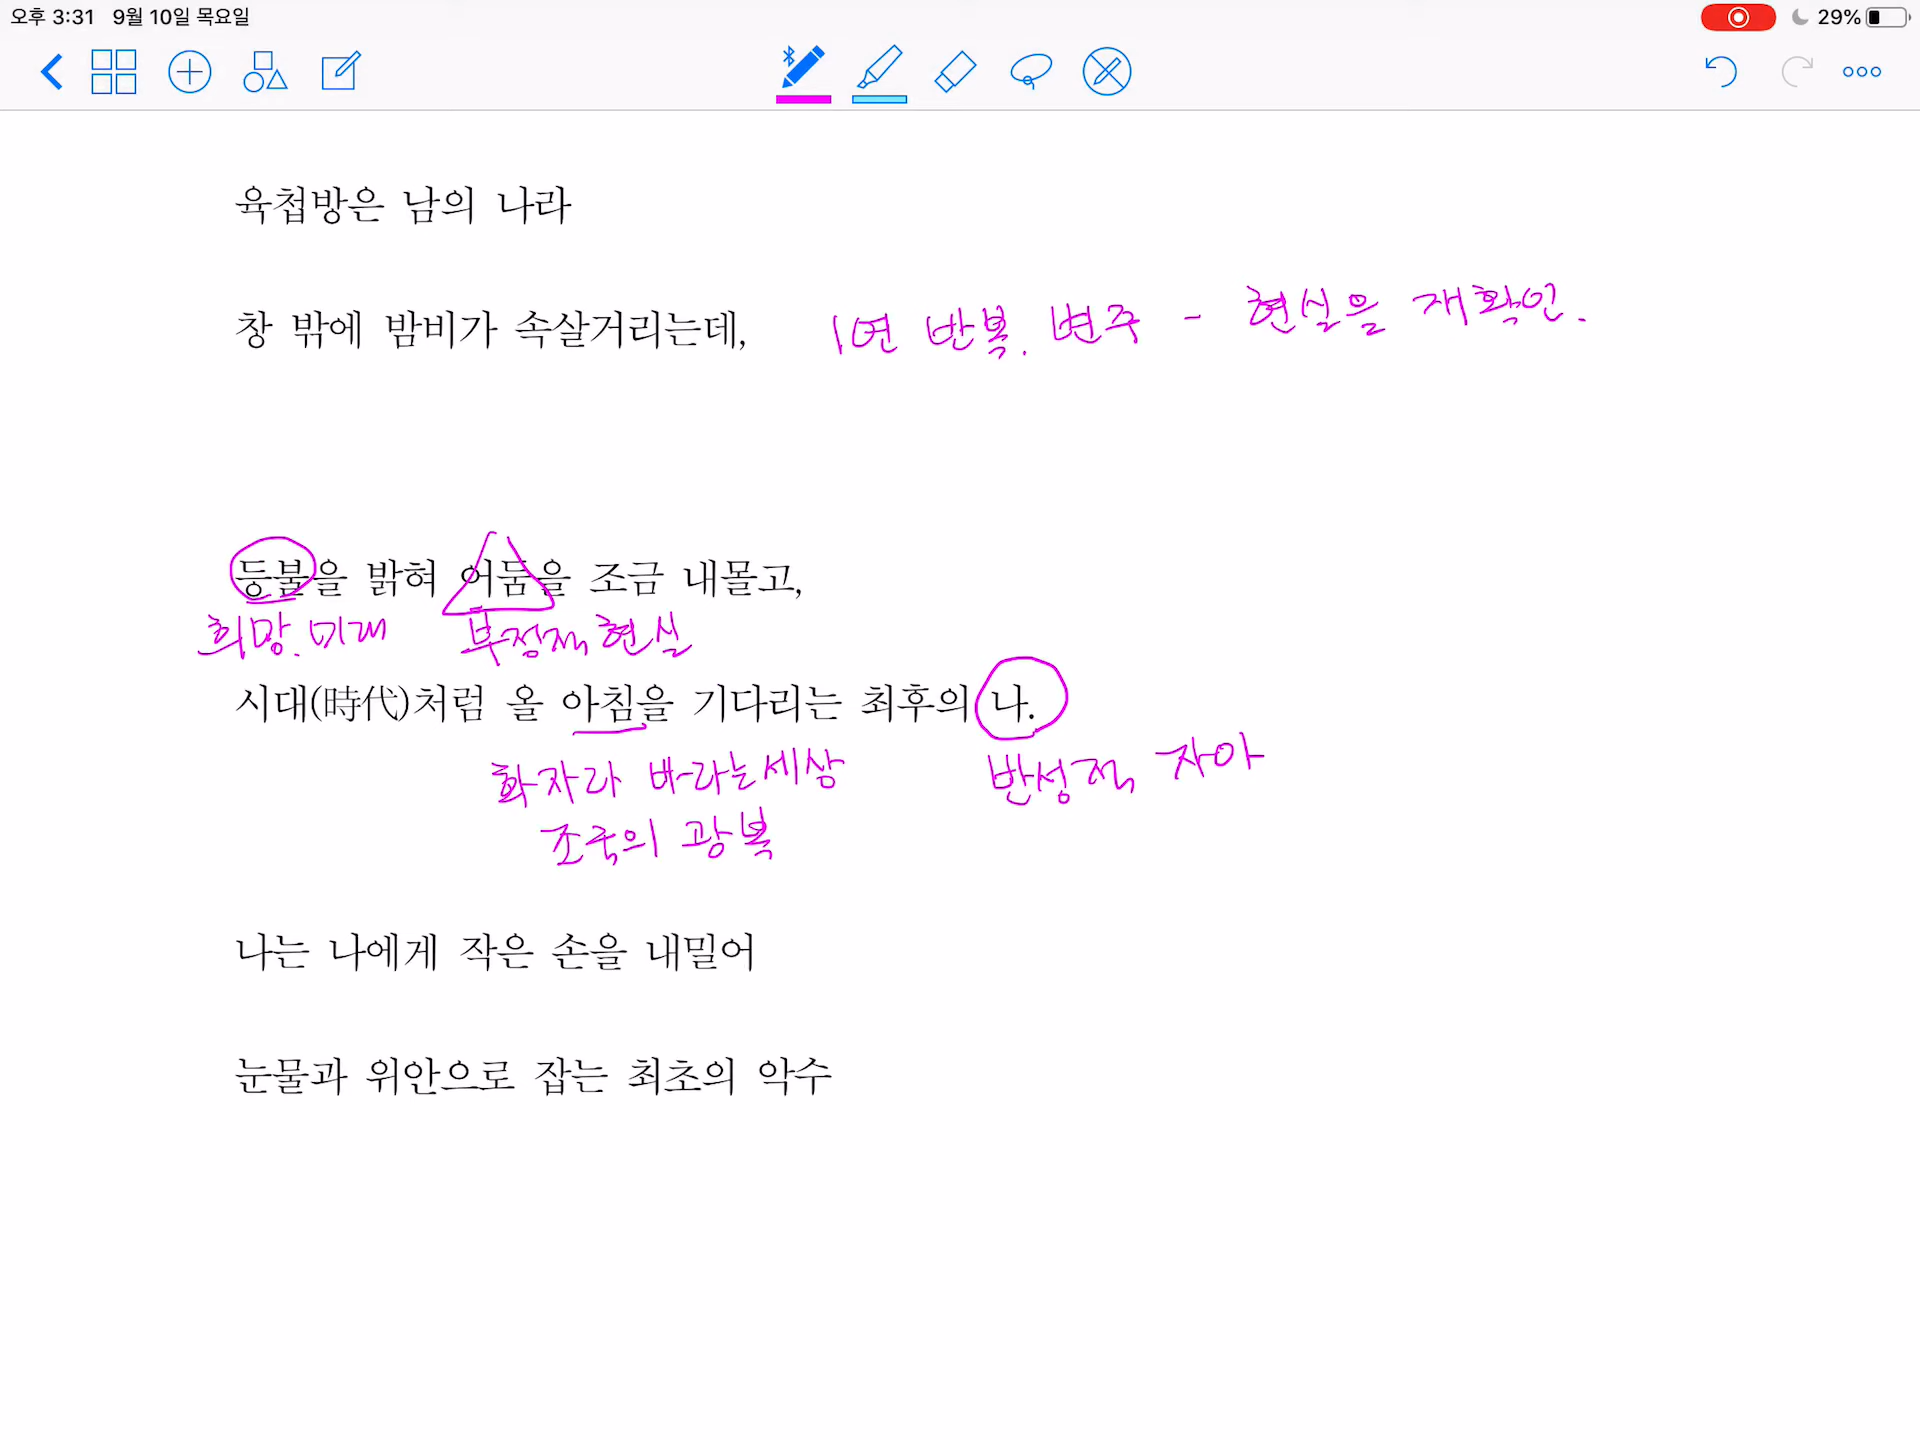 오후 3:31 9월 10일 목요일 29%
육첩방은 남의 나라
창 밖에 밤비가 속살거리는데, 1연 반복. 변주 - 현실을 재확인.
등불을 밝혀 어둠을 조금 내몰고,
희망. 미래 부정적 현실
시대(時代)처럼 올 아침을 기다리는 최후의 나.
화자라 바라는세상 반성적 자아
조국의 광복
나는 나에게 작은 손을 내밀어
눈물과 위안으로 잡는 최초의 악수